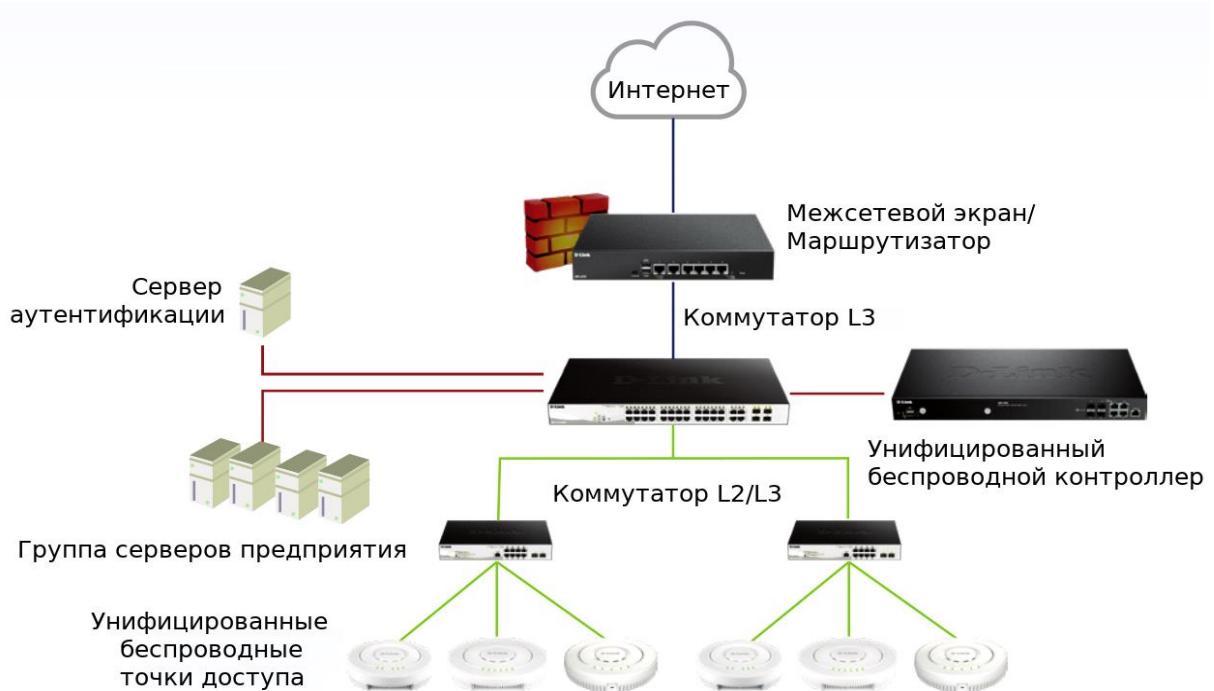 Интернет
Межсетевой экран/
Маршрутизатор
Сервер
аутентификации
Коммутатор L3
D-Link
Унифицированный
беспроводной контроллер
Коммутатор L2/L3
Группа серверов предприятия
Унифицированные
беспроводные
точки доступа